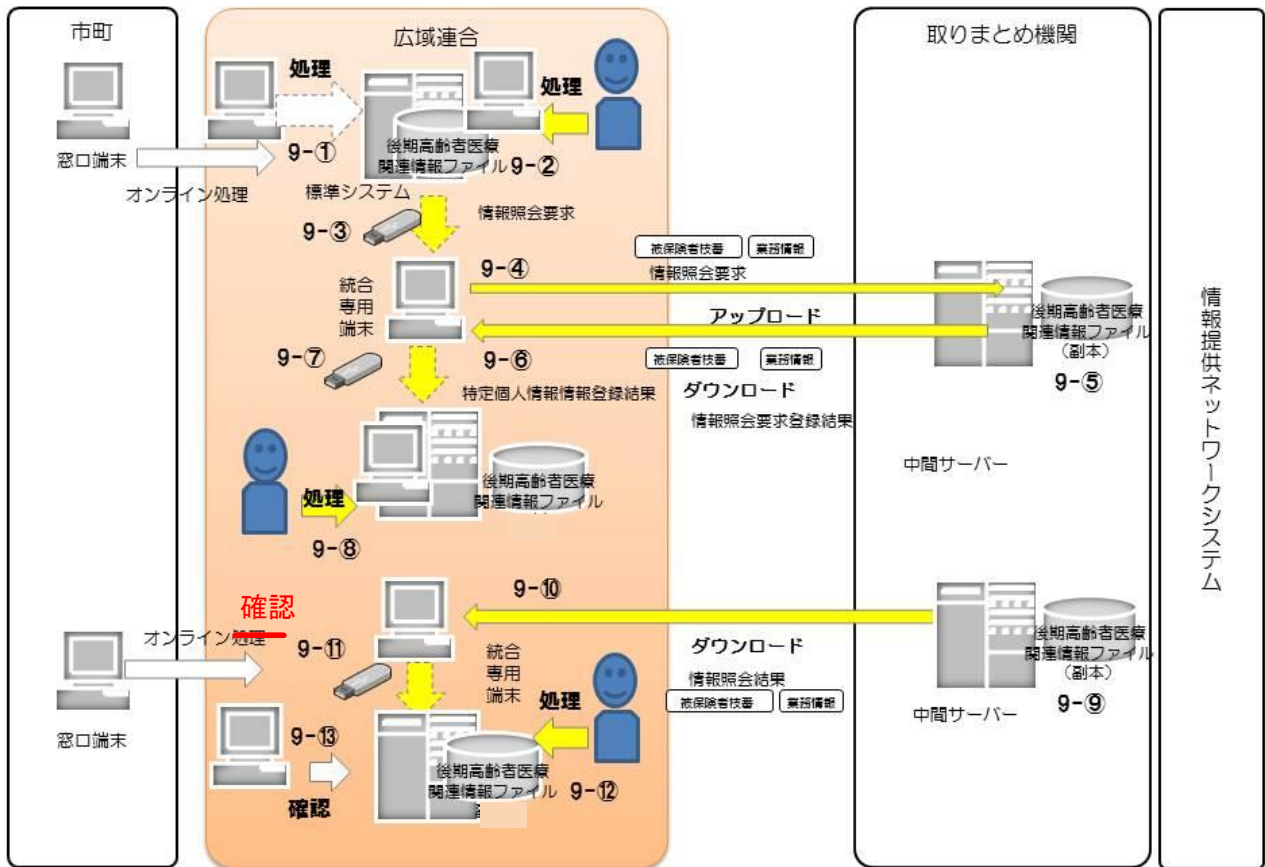 市町
広域連合
取りまとめ機関
処理
処理
窓口端末
9-①
後期高齢者医療
関連情報ファイル
9-②
オンライン処理
標準システム
9-③
情報照会要求
被保険者枝番
業務情報
統合
専用
端末
9-④
情報照会要求
アップロード
後期高齢者医療
関連情報ファイル
(副本)
9-⑤
9-⑦
9-⑥
被保険者枝番
業務情報
特定個人情報情報登録結果
ダウンロード
情報照会要求登録結果
中間サーバー
処理
後期高齢者医療
関連情報ファイル
9-⑧
9-⑩
確認
オンライン処理
9-⑪
統合
専用
端末
ダウンロード
情報照会結果
被保険者枝番
業務情報
後期高齢者医療
関連情報ファイル
(副本)
9-⑨
中間サーバー
処理
窓口端末
9-⑬
後期高齢者医療
関連情報ファイル
9-⑫
確認
情報提供ネットワークシステム